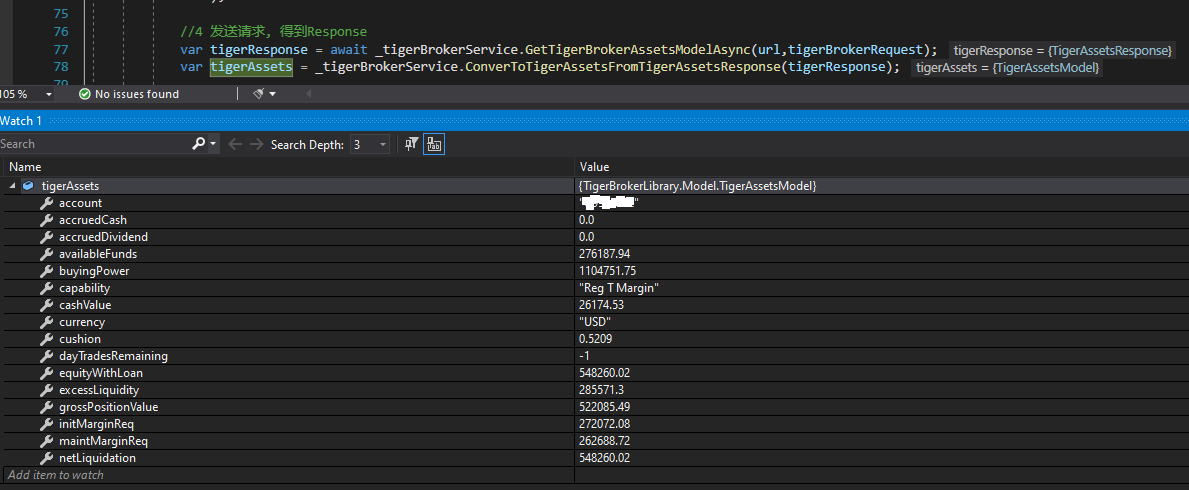 75
76 //4 发送请求, 得到Response
77 var tigerResponse = await _tigerBrokerService.GetTigerBrokerAssetsModelAsync(url,tigerBrokerRequest); tigerResponse = {TigerAssetsResponse}
78 var tigerAssets = _tigerBrokerService.ConverToTigerAssetsFromTigerAssetsResponse(tigerResponse); tigerAssets = {TigerAssetsModel}
105 % No issues found
Watch 1
Search Search Depth: 3
Name Value
tigerAssets {TigerBrokerLibrary.Model.TigerAssetsModel}
account " "
accruedCash 0.0
accruedDividend 0.0
availableFunds 276187.94
buyingPower 1104751.75
capability "Reg T Margin"
cashValue 26174.53
currency "USD"
cushion 0.5209
dayTradesRemaining -1
equityWithLoan 548260.02
excessLiquidity 285571.3
grossPositionValue 522085.49
initMarginReq 272072.08
maintMarginReq 262688.72
netLiquidation 548260.02
Add item to watch